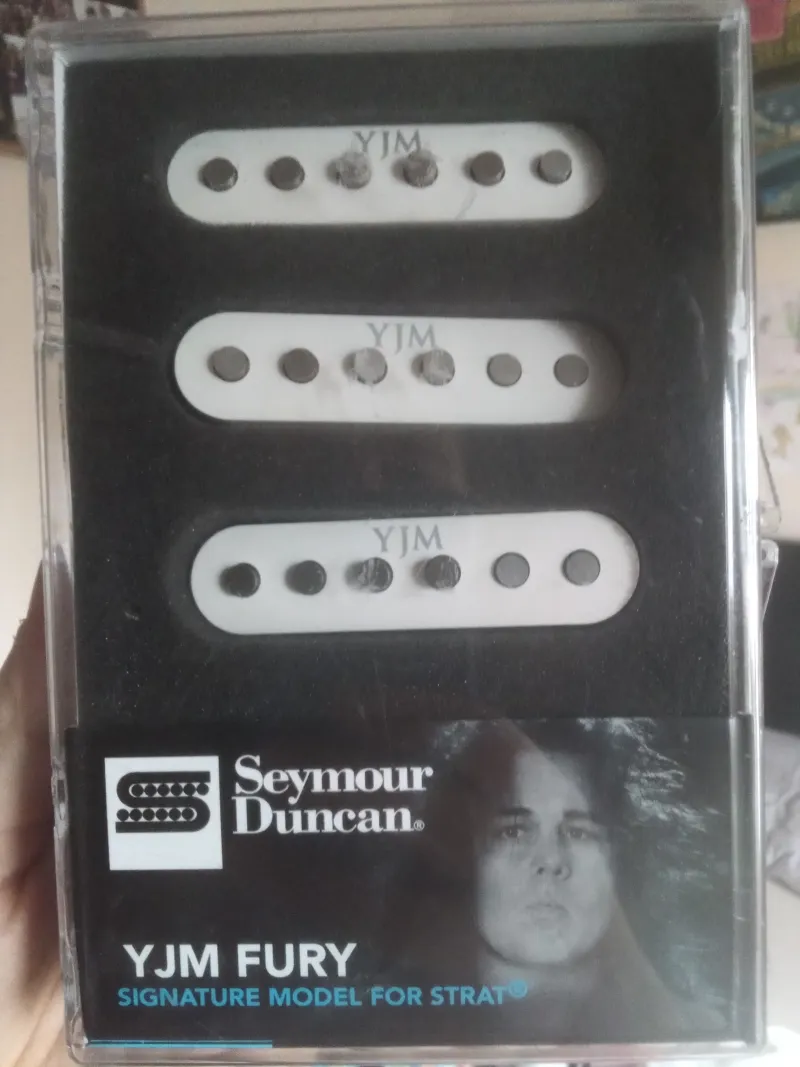 YJM
YJM
YJM
Seymour
Duncan®
YJM FURY
SIGNATURE MODEL FOR STRAT®